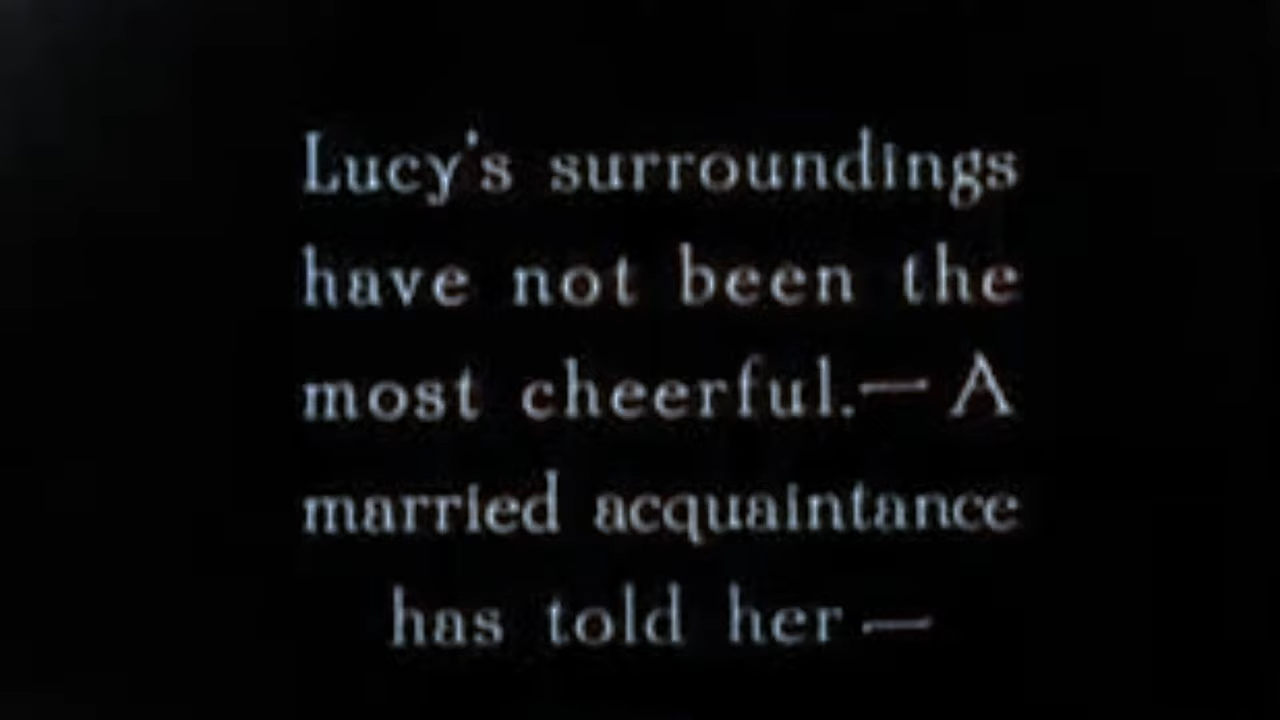 Lucy's surroundings
have not been the
most cheerful.— A
married acquaintance
has told her —